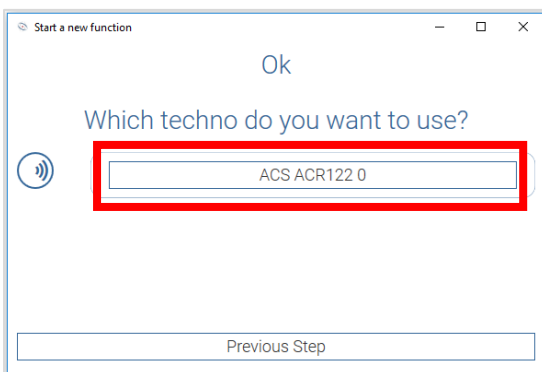 Start a new function
Ok
Which techno do you want to use?
ACS ACR122 0
Previous Step